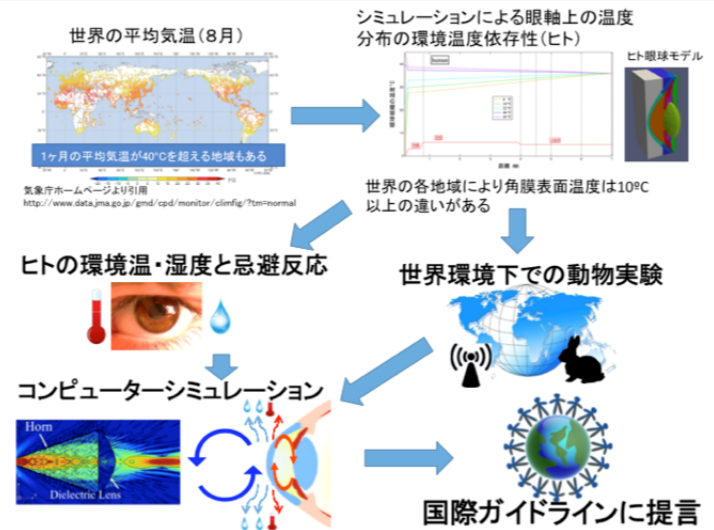 世界の平均気温(8月)
1ヶ月の平均気温が40℃を超える地域もある
気象庁ホームページより引用
http://www.data.jma.go.jp/gmd/cpd/monitor/climfig/?tm=normal
シミュレーションによる眼軸上の温度
分布の環境温度依存性(ヒト)
human
ヒト眼球モデル
世界の各地域により角膜表面温度は10ºC
以上の違いがある
ヒトの環境温・湿度と忌避反応
世界環境下での動物実験
コンピューターシミュレーション
Horn
Dielectric Lens
国際ガイドラインに提言